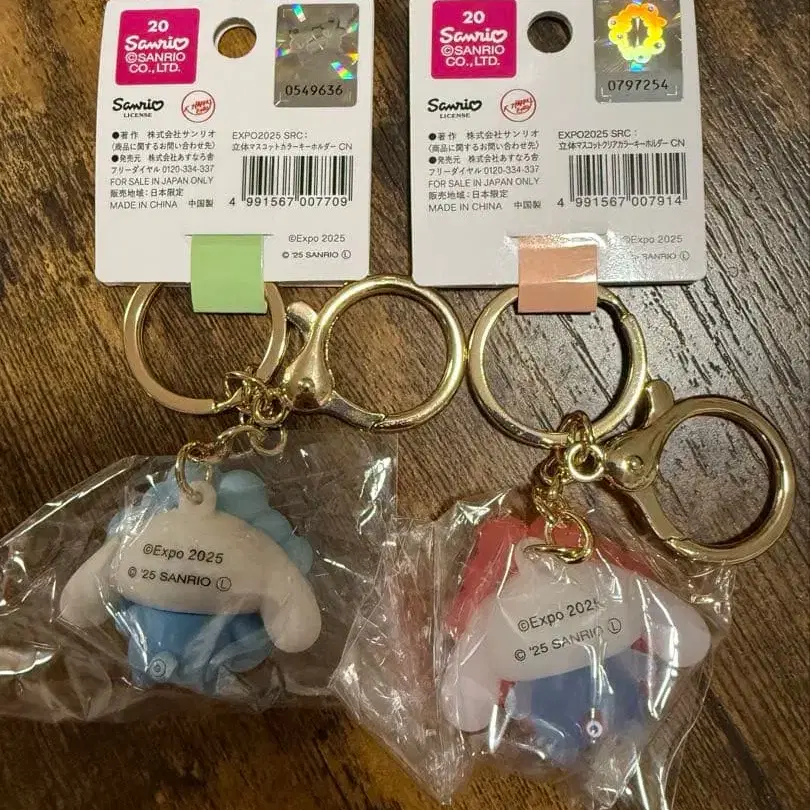 20
Sanrio
©SANRIO
CO., LTD.
0549636
Sanrio
LICENSE
●著作 株式会社サンリオ
〈商品に関するお問い合わせ先〉
●発売元 株式会社あすなろ舎
フリーダイヤル 0120-334-337
FOR SALE IN JAPAN ONLY
販売地域:日本限定
MADE IN CHINA 中国製
EXPO2025 SRC:
立体マスコットカラーキーホルダー CN
4 991567 007709
©Expo 2025
© '25 SANRIO Ⓛ
20
Sanrio
©SANRIO
CO., LTD.
0797254
Sanrio
LICENSE
●著作 株式会社サンリオ
〈商品に関するお問い合わせ先〉
●発売元 株式会社あすなろ舎
フリーダイヤル 0120-334-337
FOR SALE IN JAPAN ONLY
販売地域:日本限定
MADE IN CHINA 中国製
EXPO2025 SRC:
立体マスコットクリアカラーキーホルダー CN
4 991567 007914
©Expo 2025
© '25 SANRIO Ⓛ
©Expo 2025
© '25 SANRIO Ⓛ
©Expo 2025
© '25 SANRIO Ⓛ